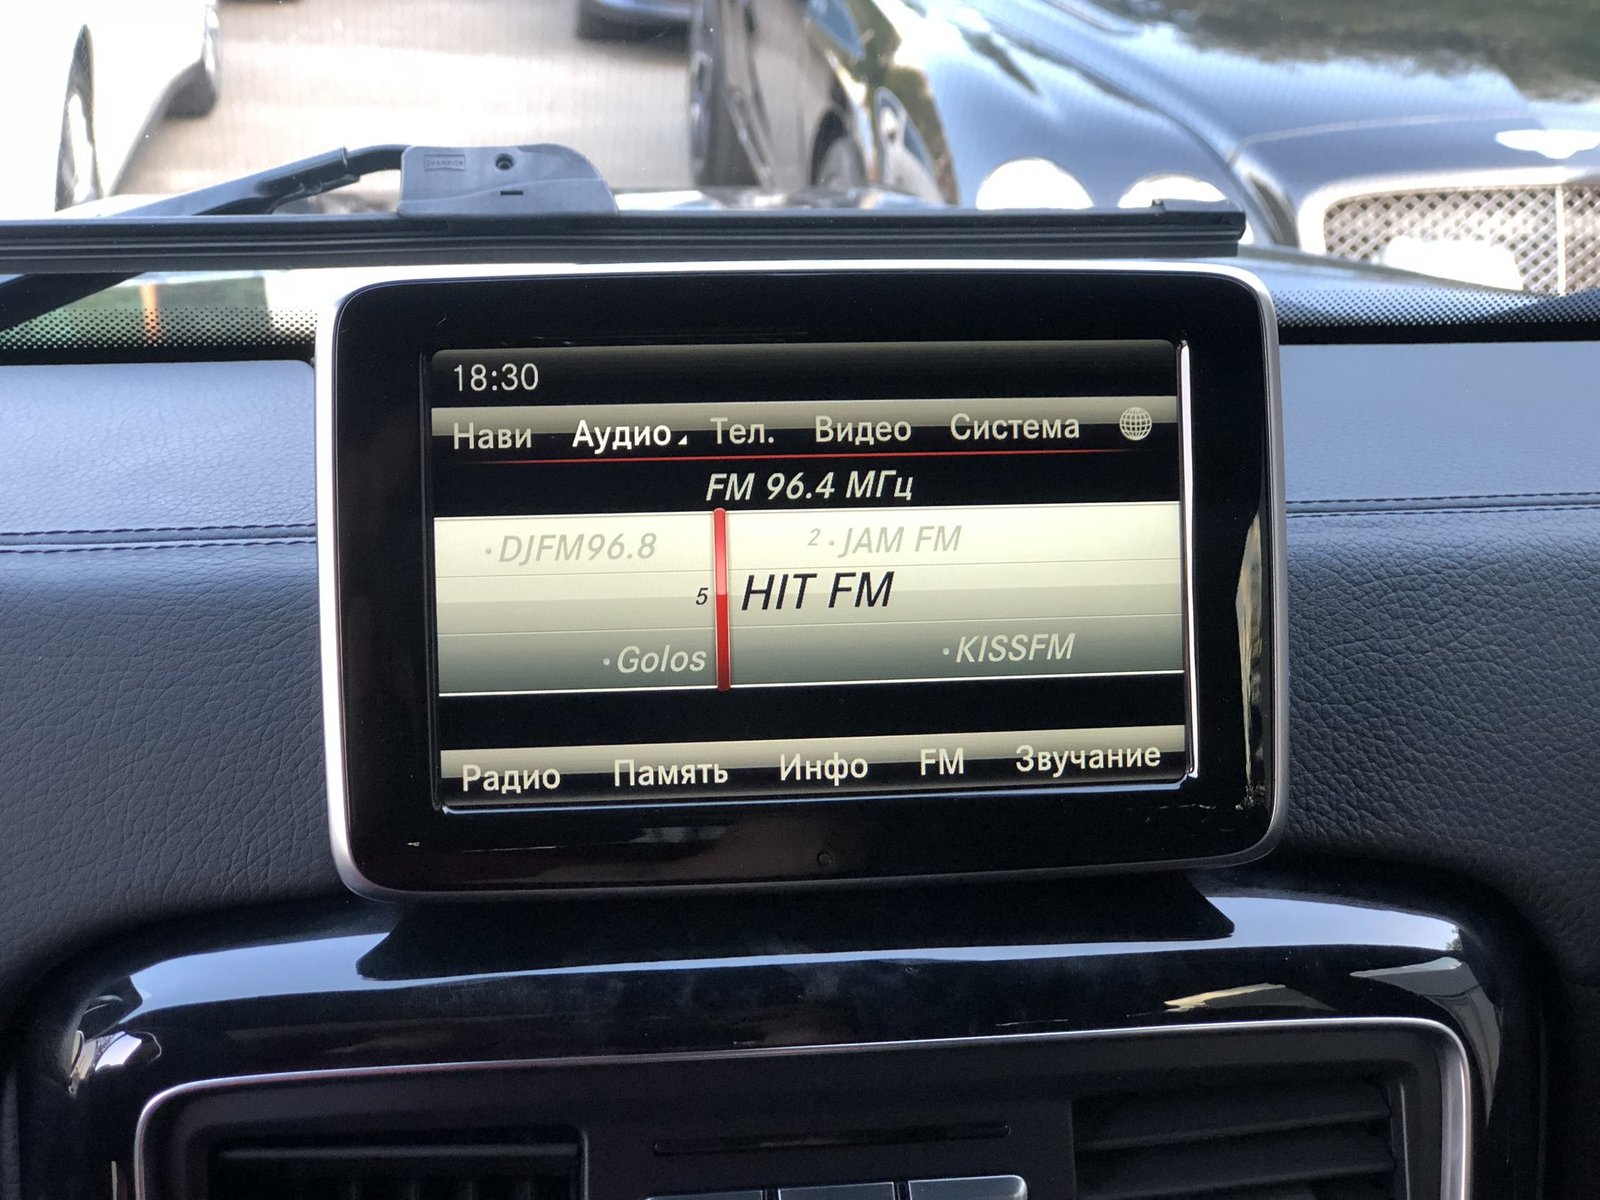 CHAMPION
18:30
Нави Аудио Тел. Видео Система
FM 96.4 МГц
·DJFM96.8 2·JAM FM
5 HIT FM
·Golos ·KISSFM
Радио Память Инфо FM Звучание